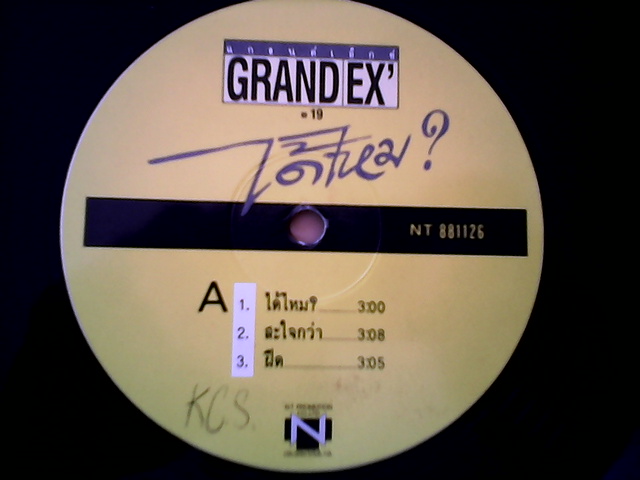 แกรนด์เอ็กซ์
GRAND EX'
19
ได้ไหม?
NT 881126
A
1. ได้ไหม? 3:00
2. สะใจกว่า 3:08
3. ฝืด 3:05
KCS.
N